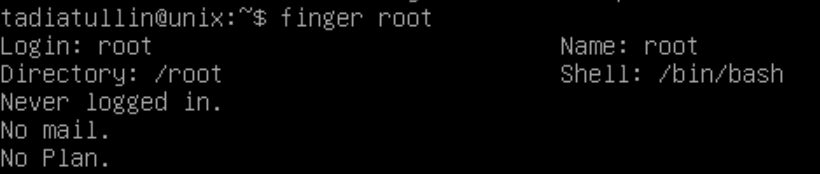 tadiatullin@unix:~$ finger root
Login: root Name: root
Directory: /root Shell: /bin/bash
Never logged in.
No mail.
No Plan.